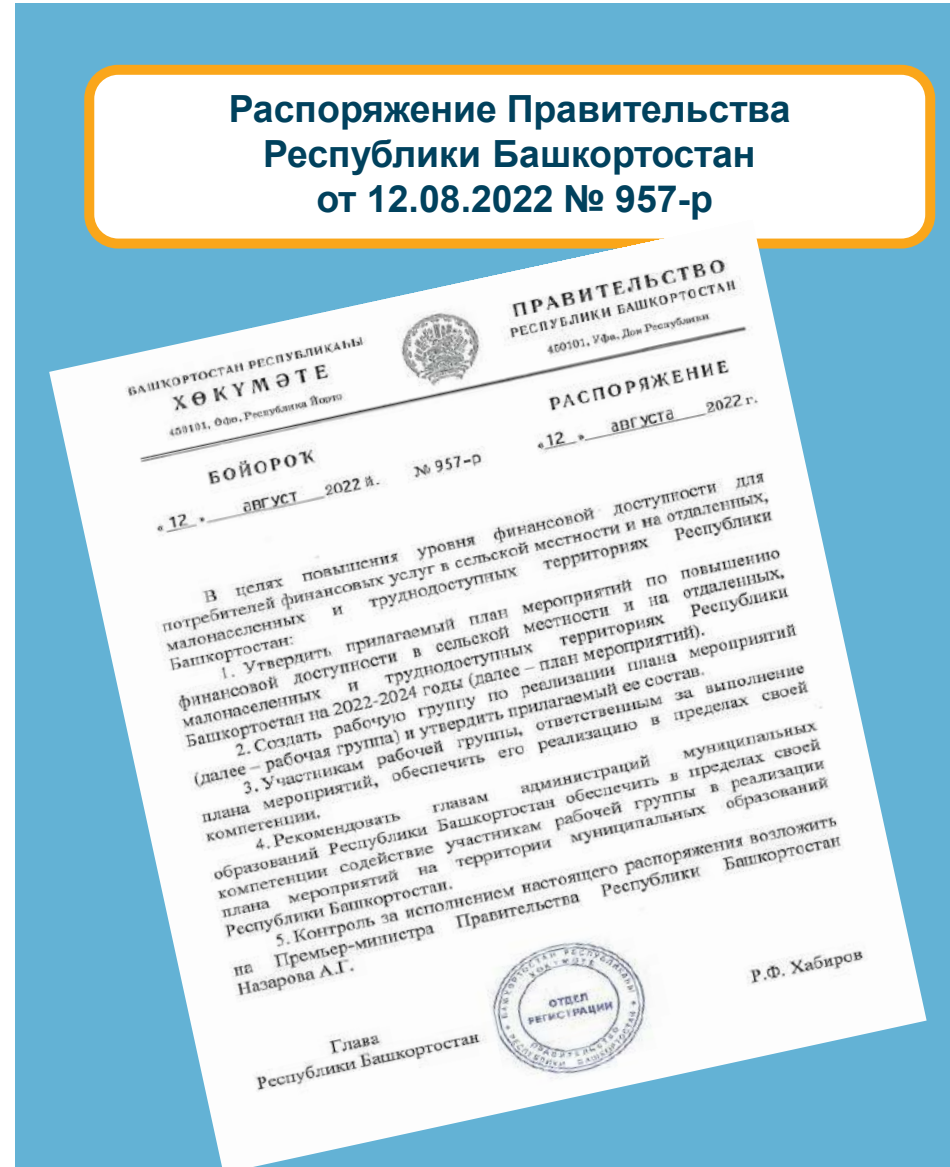 Распоряжение Правительства
Республики Башкортостан
от 12.08.2022 № 957-р
БАШКОРТОСТАН РЕСПУБЛИКАҺЫ
ХӨКҮМӘТЕ
450101, Өфө, Республика Йорто
ПРАВИТЕЛЬСТВО
РЕСПУБЛИКИ БАШКОРТОСТАН
450101, Уфа, Дом Республики
БОЙОРОҠ
РАСПОРЯЖЕНИЕ
« 12 » август 2022 й.
№ 957-р
« 12 » августа 2022 г.
В целях повышения уровня финансовой доступности для
потребителей финансовых услуг в сельской местности и на отдаленных,
малонаселенных и труднодоступных территориях Республики
Башкортостан:
1. Утвердить прилагаемый план мероприятий по повышению
финансовой доступности в сельской местности и на отдаленных,
малонаселенных и труднодоступных территориях Республики
Башкортостан на 2022-2024 годы (далее – план мероприятий).
2. Создать рабочую группу по реализации плана мероприятий
(далее – рабочая группа) и утвердить прилагаемый ее состав.
3. Участникам рабочей группы, ответственным за выполнение
плана мероприятий, обеспечить его реализацию в пределах своей
компетенции.
4. Рекомендовать главам администраций муниципальных
образований Республики Башкортостан обеспечить в пределах своей
компетенции содействие участникам рабочей группы в реализации
плана мероприятий на территории муниципальных образований
Республики Башкортостан.
5. Контроль за исполнением настоящего распоряжения возложить
на Премьер-министра Правительства Республики Башкортостан
Назарова А.Г.
Глава
Республики Башкортостан
Р.Ф. Хабиров
БАШКОРТОСТАН РЕСПУБЛИКАҺЫ
ХӨКҮМӘТЕ
ОТДЕЛ
РЕГИСТРАЦИИ
ПРАВИТЕЛЬСТВО
РЕСПУБЛИКИ БАШКОРТОСТАН